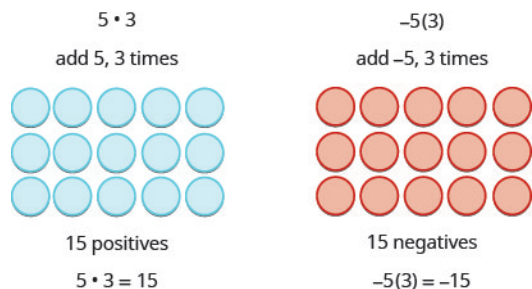 5 • 3
add 5, 3 times
15 positives
5 • 3 = 15
–5(3)
add –5, 3 times
15 negatives
–5(3) = –15